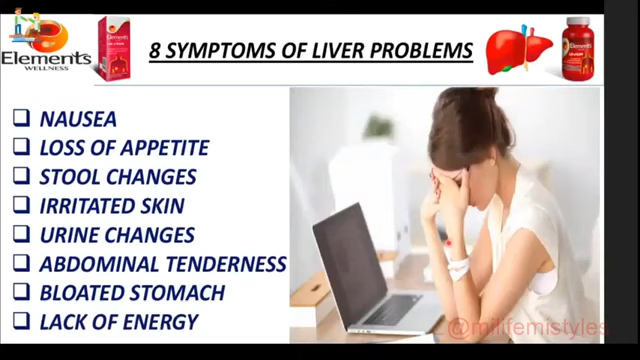 Elements
WELLNESS
8 SYMPTOMS OF LIVER PROBLEMS
NAUSEA
LOSS OF APPETITE
STOOL CHANGES
IRRITATED SKIN
URINE CHANGES
ABDOMINAL TENDERNESS
BLOATED STOMACH
LACK OF ENERGY
@milifemistyles